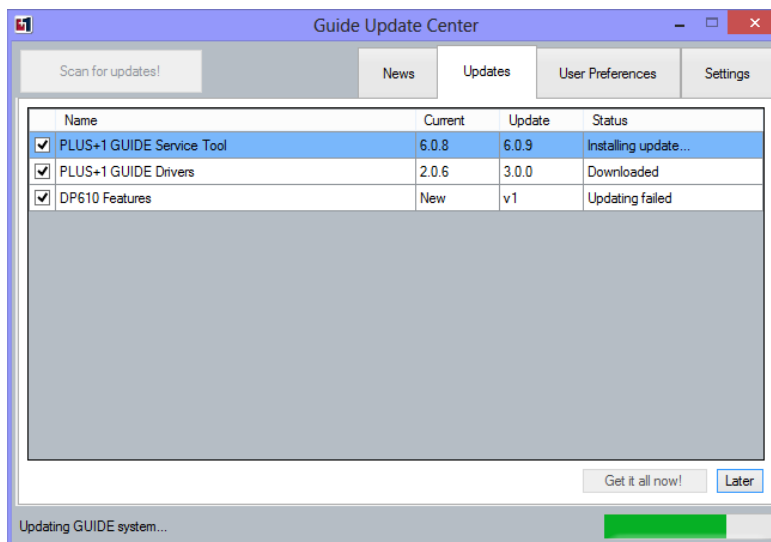 Guide Update Center
Scan for updates!
News
Updates
User Preferences
Settings
Name Current Update Status
PLUS+1 GUIDE Service Tool 6.0.8 6.0.9 Installing update...
PLUS+1 GUIDE Drivers 2.0.6 3.0.0 Downloaded
DP610 Features New v1 Updating failed
Get it all now!
Later
Updating GUIDE system...